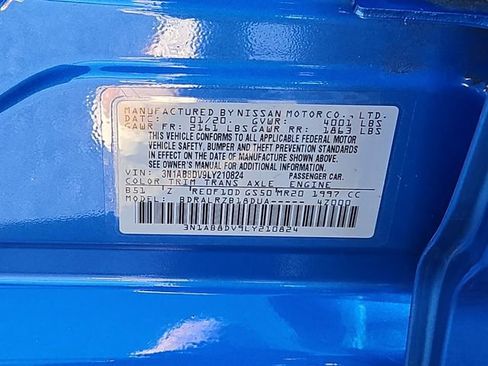 MANUFACTURED BY NISSAN MOTOR CO., LTD.
DATE: 01/20 GVWR: 4001 LBS
GAWR FR: 2161 LBS GAWR RR: 1863 LBS
THIS VEHICLE CONFORMS TO ALL
APPLICABLE FEDERAL MOTOR VEHICLE
SAFETY, BUMPER AND THEFT PREVENTION
STANDARDS IN EFFECT ON THE DATE OF
MANUFACTURE SHOWN ABOVE. SEE
OWNER'S MANUAL OR DEALER FOR
ADDITIONAL INFORMATION.
VIN: 3N1AB8DV9LY210824 PASSENGER CAR.
COLOR TRIM TRANS AXLE ENGINE
B51 Z RE0F10D GS50 MR20 1997 CC
MODEL: BDRALRZB18DUA----- 47000
3N1AB8DV9LY210824